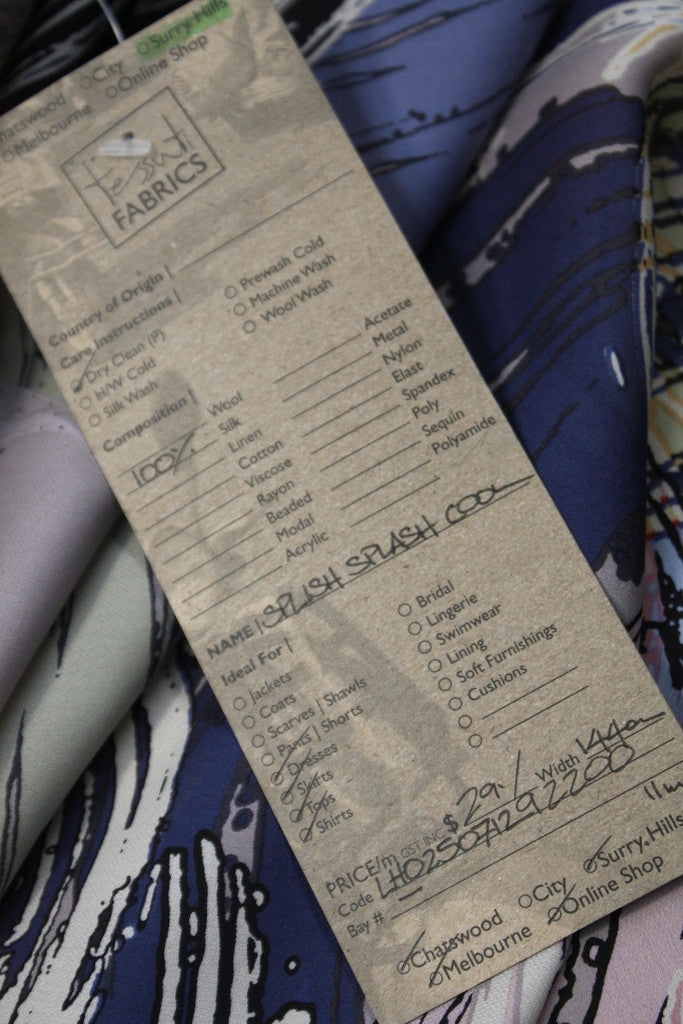 City Surry Hills
Chatswood Online Shop
Melbourne
Tessuti
FABRICS
Country of Origin |
Care Instructions |
Dry Clean (P)
H/W Cold
Silk Wash
Prewash Cold
Machine Wash
Wool Wash
Composition |
Wool
100% Silk
Linen
Cotton
Viscose
Rayon
Beaded
Modal
Acrylic
Acetate
Metal
Nylon
Elast
Spandex
Poly
Sequin
Polyamide
NAME | SPLISH SPLASH COOL
Ideal For |
Jackets
Coats
Scarves | Shawls
Pants | Shorts
Dresses
Skirts
Tops
Shirts
Bridal
Lingerie
Swimwear
Lining
Soft Furnishings
Cushions
PRICE/m GST INC $29.- Width 144cm
Code LH02507129 2200
Bay #
City Surry Hills
Chatswood Online Shop
Melbourne